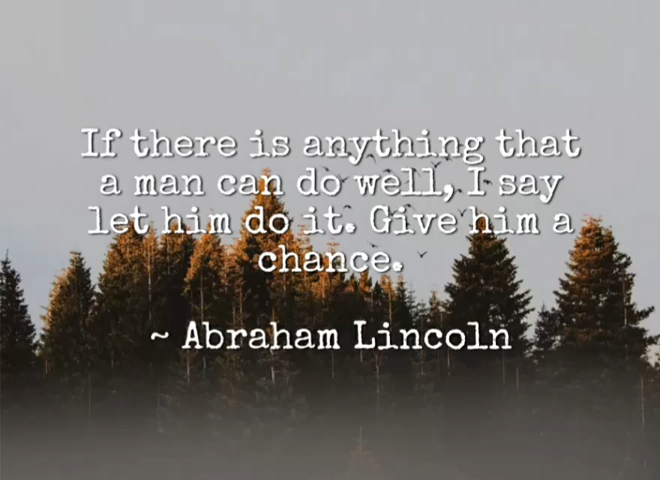 If there is anything that
a man can do well, I say
let him do it. Give him a
chance.
~ Abraham Lincoln